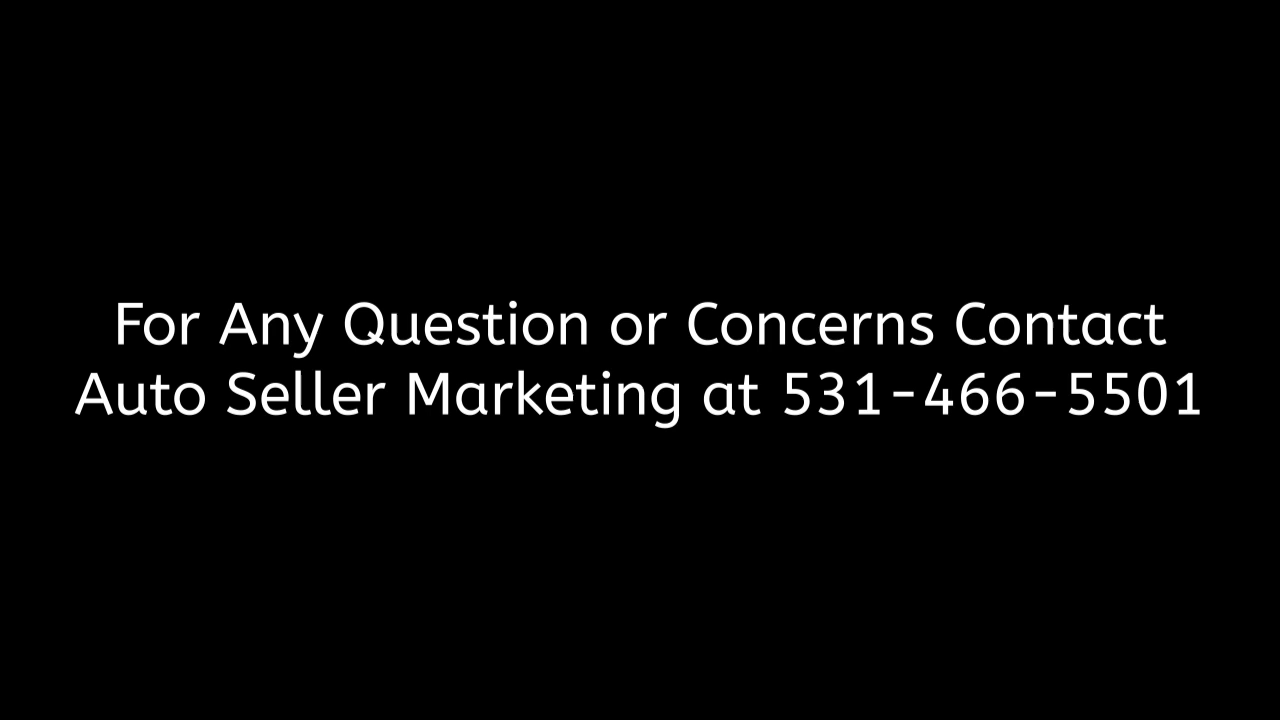 For Any Question or Concerns Contact
Auto Seller Marketing at 531-466-5501